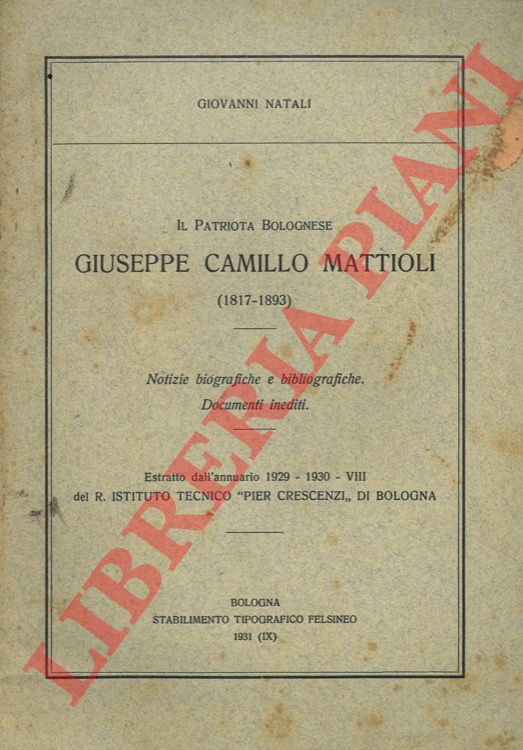 GIOVANNI NATALI
IL PATRIOTA BOLOGNESE
GIUSEPPE CAMILLO MATTIOLI
(1817-1893)
Notizie biografiche e bibliografiche.
Documenti inediti.
Estratto dall'annuario 1929 - 1930 - VIII
del R. ISTITUTO TECNICO "PIER CRESCENZI„ DI BOLOGNA
BOLOGNA
STABILIMENTO TIPOGRAFICO FELSINEO
1931 (IX)
LIBRERIA PIANI